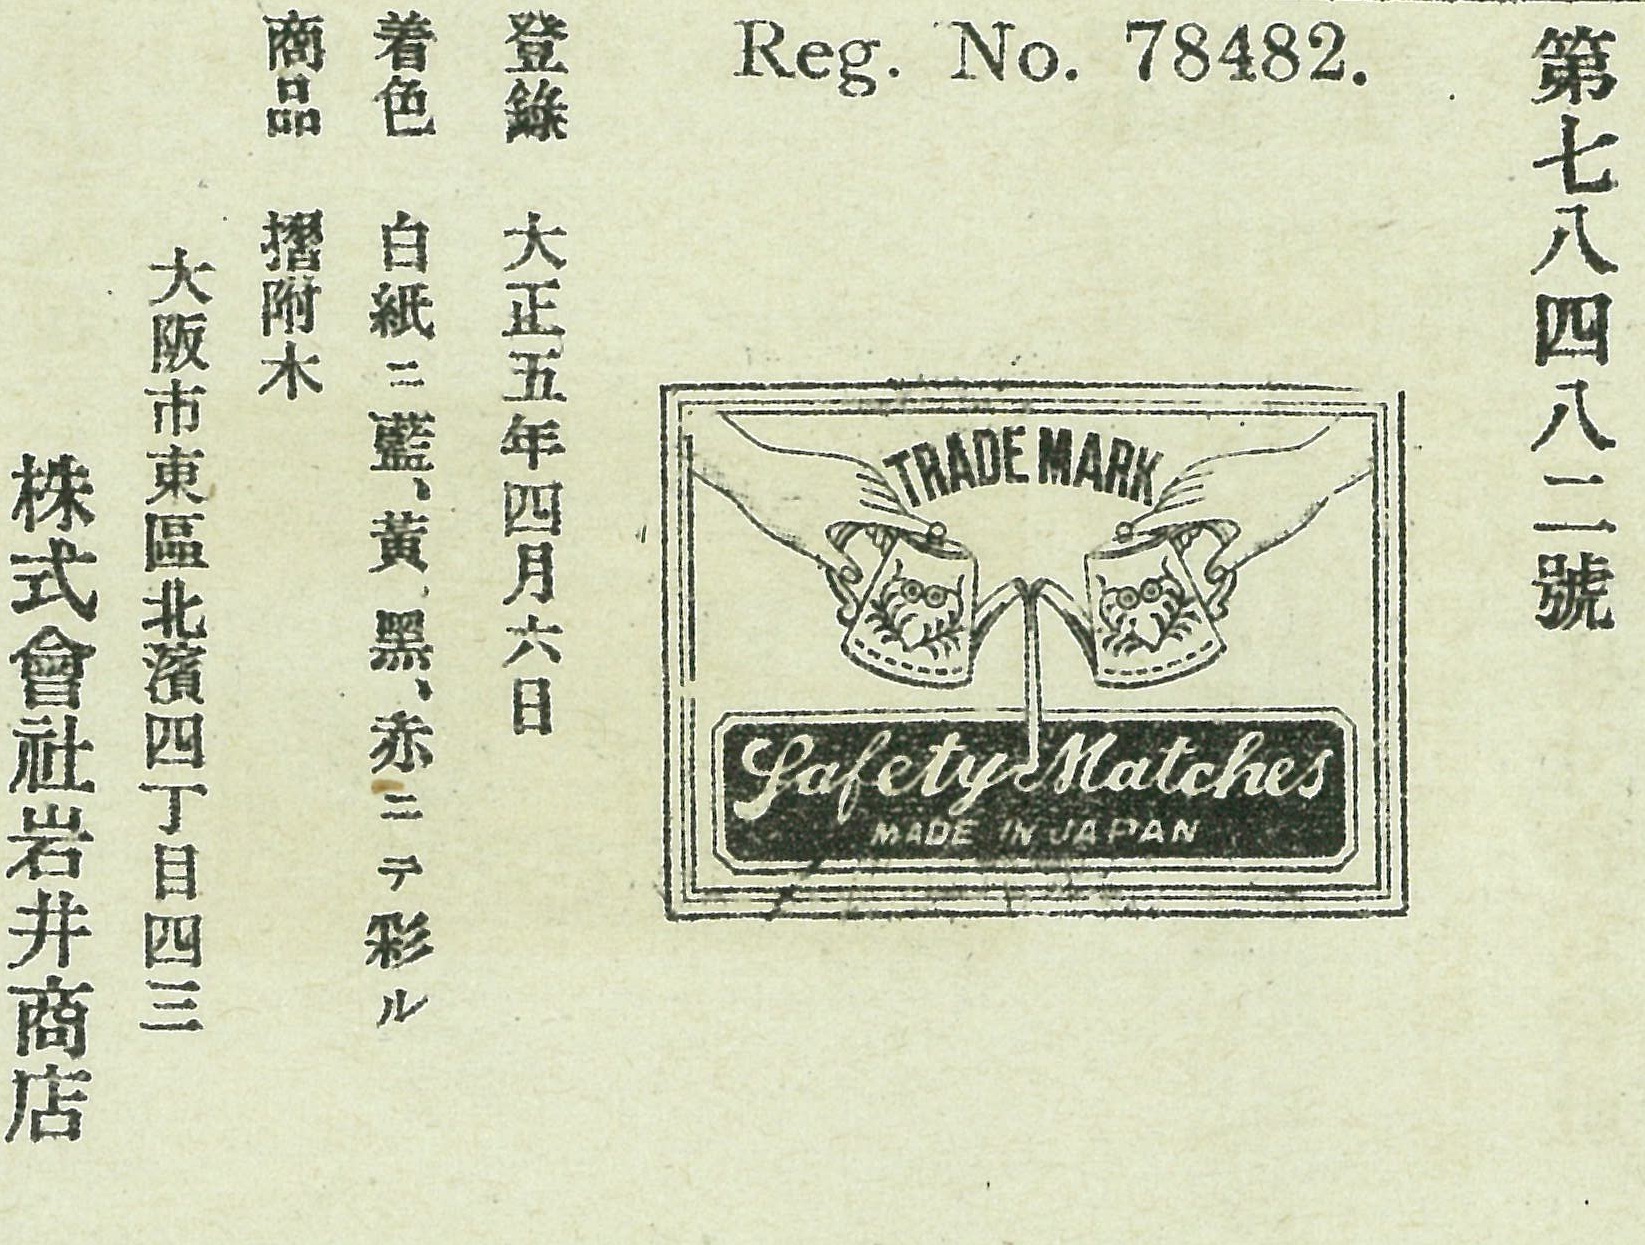 第七八四八二號
Reg. No. 78482.
TRADE MARK
Safety Matches
MADE IN JAPAN
登錄 大正五年四月六日
着色 白紙ニ藍、黃、黑、赤ニテ彩ル
商品 摺附木
大阪市東區北濱四丁目四三
株式會社岩井商店